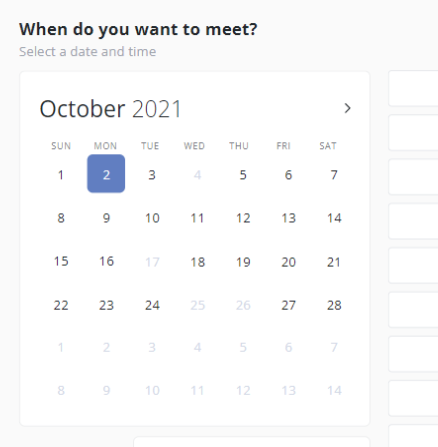 When do you want to meet?
Select a date and time
October 2021
SUN MON TUE WED THU FRI SAT
1 2 3 4 5 6 7
8 9 10 11 12 13 14
15 16 17 18 19 20 21
22 23 24 25 26 27 28
1 2 3 4 5 6 7
8 9 10 11 12 13 14